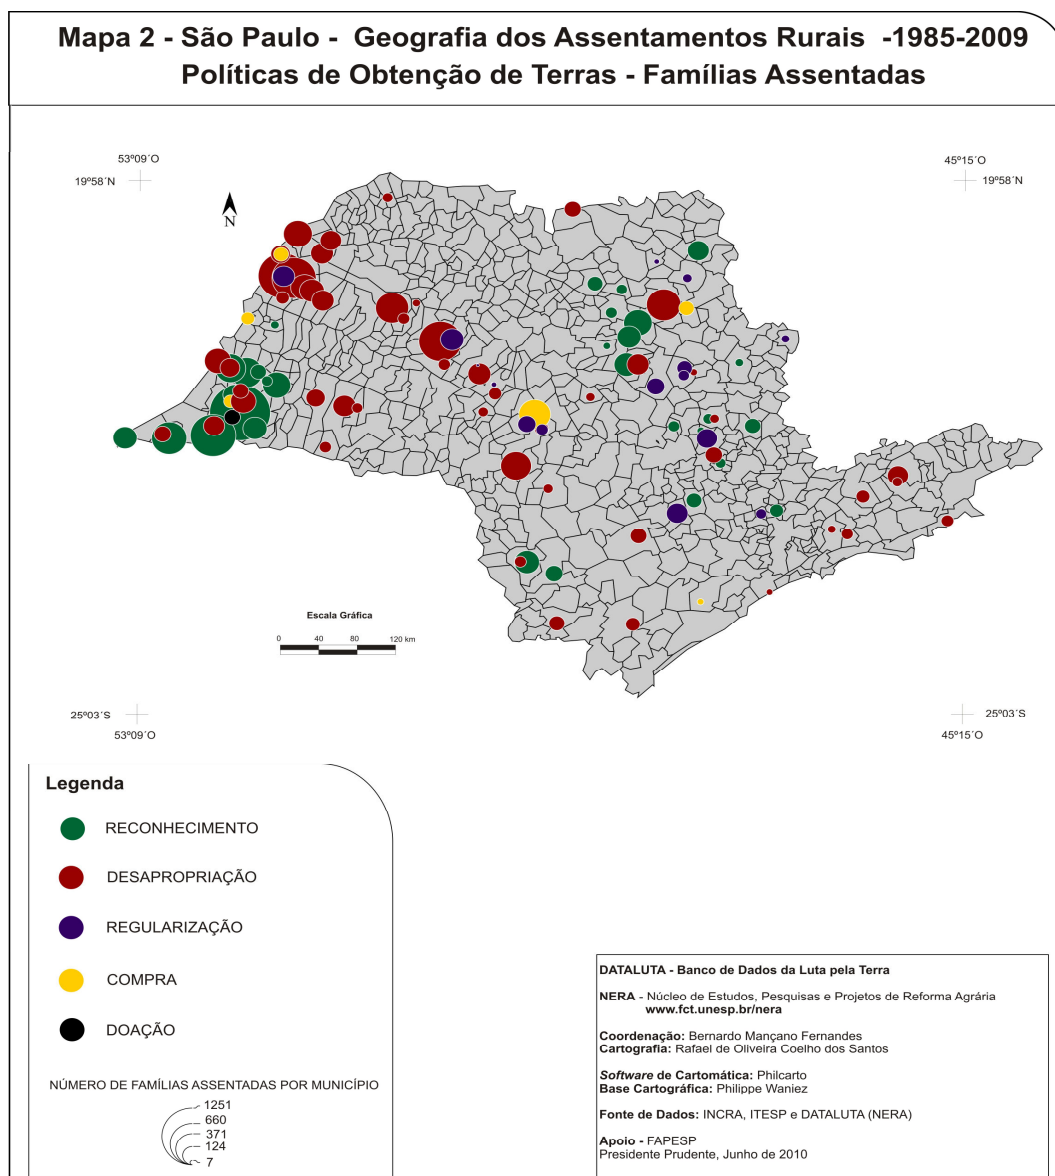 Mapa 2 - São Paulo - Geografia dos Assentamentos Rurais -1985-2009
Políticas de Obtenção de Terras - Famílias Assentadas
53º09´O
45º15´O
19º58´N
19º58´N
N
Escala Gráfica
0 40 80 120 km
25º03´S
25º03´S
53º09´O
45º15´O
Legenda
RECONHECIMENTO
DESAPROPRIAÇÃO
REGULARIZAÇÃO
COMPRA
DOAÇÃO
NÚMERO DE FAMÍLIAS ASSENTADAS POR MUNICÍPIO
1251
660
371
124
7
DATALUTA - Banco de Dados da Luta pela Terra
NERA - Núcleo de Estudos, Pesquisas e Projetos de Reforma Agrária
www.fct.unesp.br/nera
Coordenação: Bernardo Mançano Fernandes
Cartografia: Rafael de Oliveira Coelho dos Santos
Software de Cartomática: Philcarto
Base Cartográfica: Philippe Waniez
Fonte de Dados: INCRA, ITESP e DATALUTA (NERA)
Apoio - FAPESP
Presidente Prudente, Junho de 2010